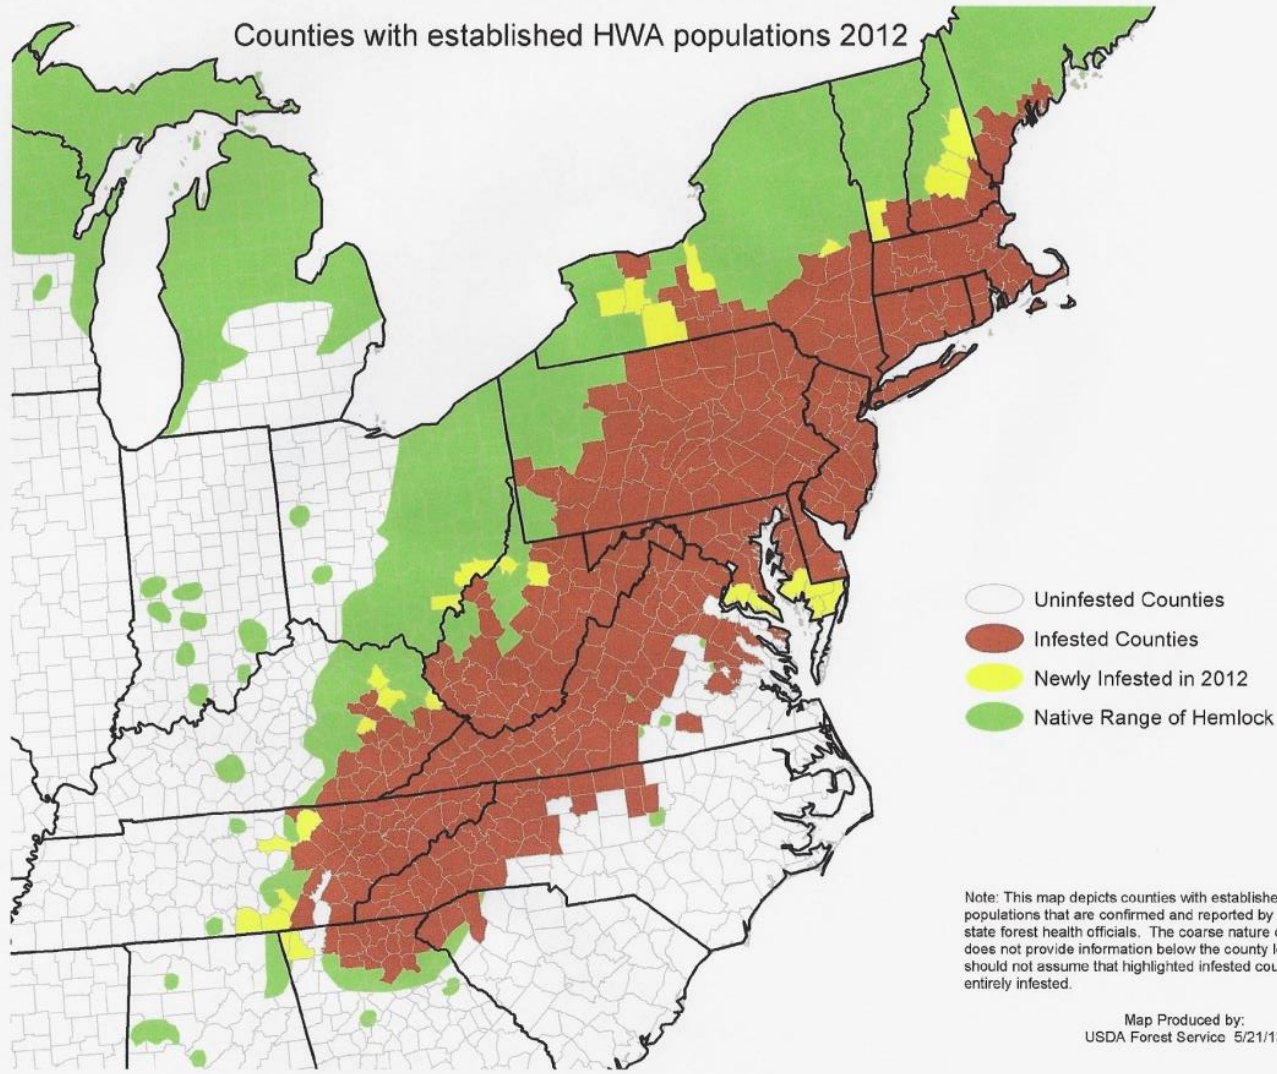 Counties with established HWA populations 2012
Uninfested Counties
Infested Counties
Newly Infested in 2012
Native Range of Hemlock
Note: This map depicts counties with establishe
populations that are confirmed and reported by
state forest health officials. The coarse nature
does not provide information below the county
should not assume that highlighted infested
entirely infested.
Map Produced by:
USDA Forest Service 5/21/1